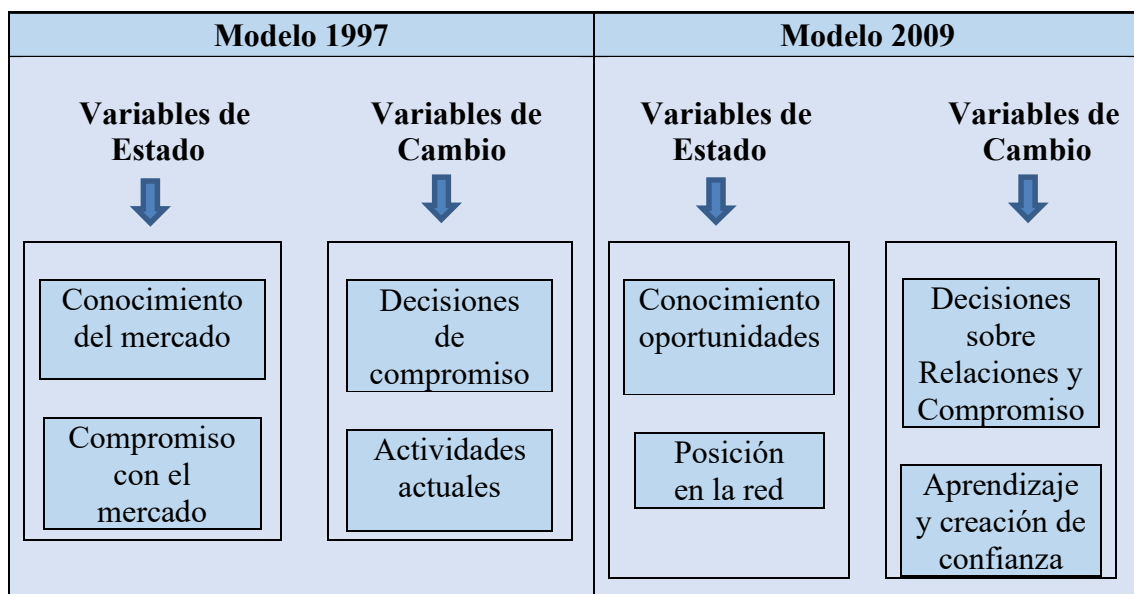 Modelo 1997
Modelo 2009
Variables de
Estado
Variables de
Cambio
Variables de
Estado
Variables de
Cambio
Conocimiento
del mercado
Compromiso
con el
mercado
Decisiones
de
compromiso
Actividades
actuales
Conocimiento
oportunidades
Posición
en la red
Decisiones
sobre
Relaciones y
Compromiso
Aprendizaje
y creación de
confianza